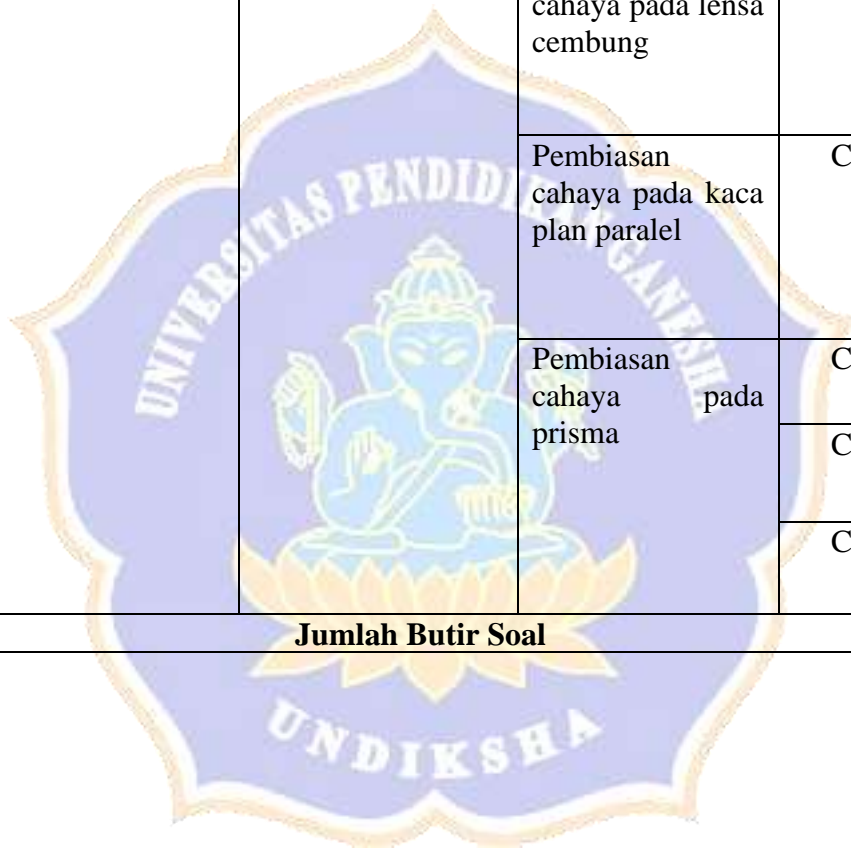 cahaya pada lensa
cembung
Pembiasan
cahaya pada kaca
plan paralel
C
Pembiasan
cahaya pada
prisma
C
C
C
Jumlah Butir Soal
UNIVERSITAS PENDIDIKAN GANESHA
UNDIKSHA